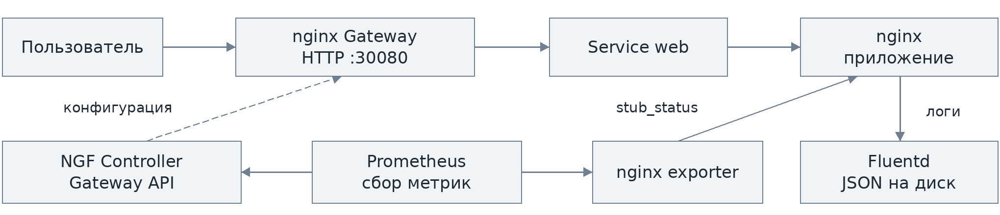 Пользователь
nginx Gateway
HTTP :30080
Service web
nginx
приложение
конфигурация
stub_status
логи
NGF Controller
Gateway API
Prometheus
сбор метрик
nginx exporter
Fluentd
JSON на диск